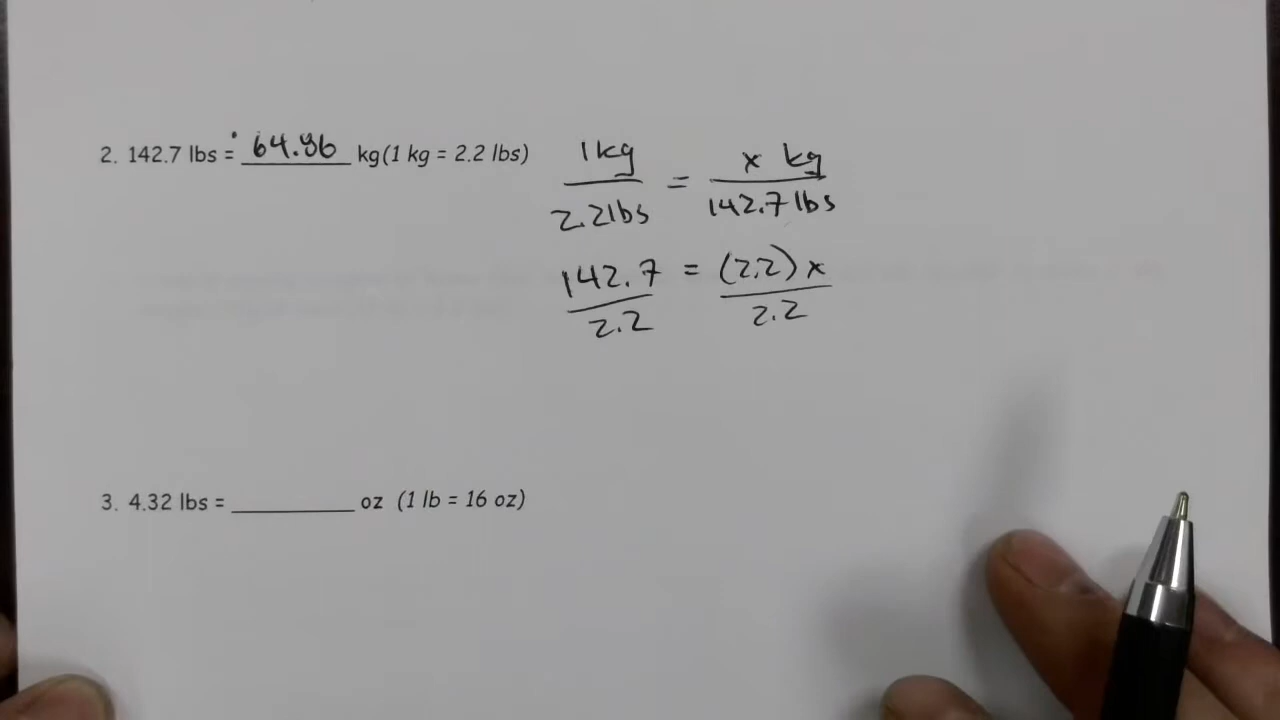 2. 142.7 lbs = 64.86 kg(1 kg = 2.2 lbs)
1kg / 2.2lbs = x kg / 142.7 lbs
142.7 / 2.2 = (2.2) x / 2.2
3. 4.32 lbs = __________ oz (1 lb = 16 oz)